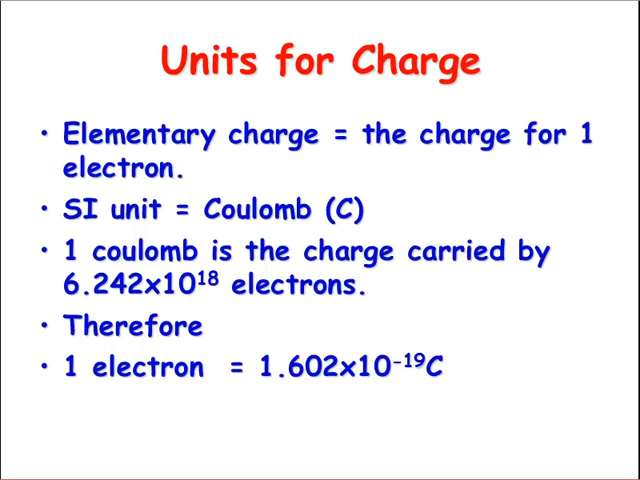 Units for Charge
• Elementary charge = the charge for 1
electron.
• SI unit = Coulomb (C)
• 1 coulomb is the charge carried by
6.242x10¹⁸ electrons.
• Therefore
• 1 electron = 1.602x10⁻¹⁹C